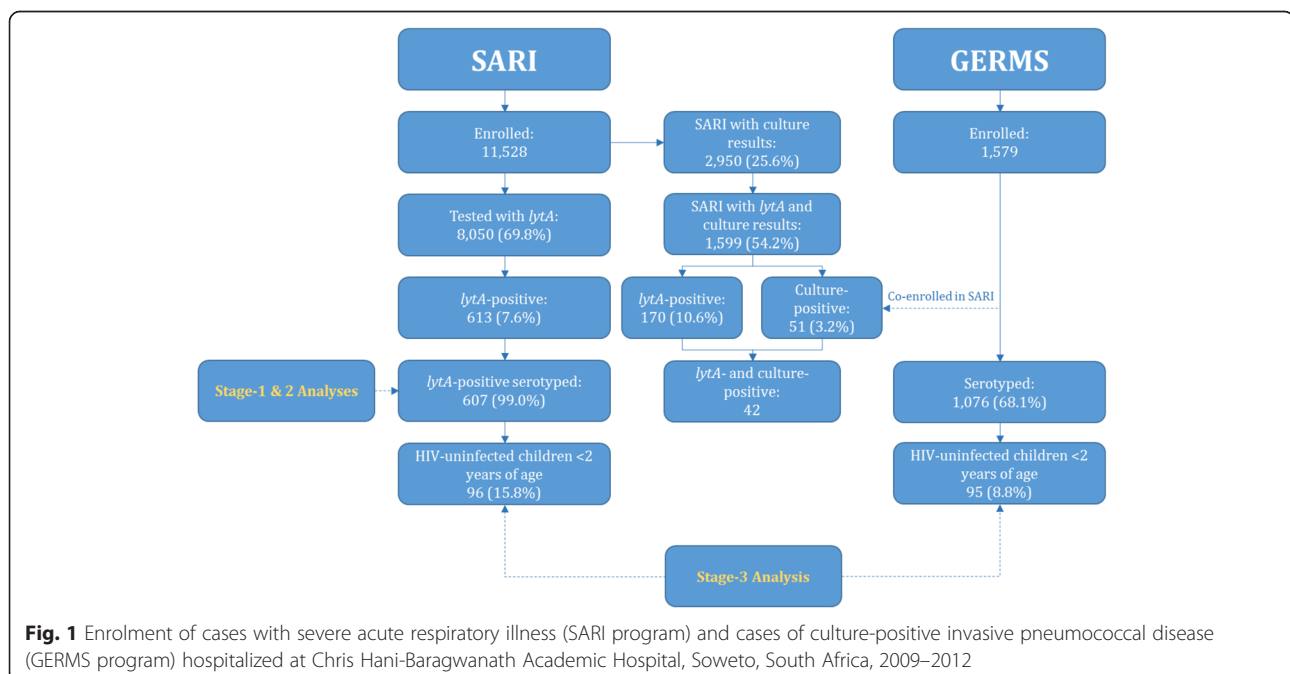 SARI
GERMS
Enrolled:
11,528
SARI with culture
results:
2,950 (25.6%)
Enrolled:
1,579
Tested with lytA:
8,050 (69.8%)
SARI with lytA and
culture results:
1,599 (54.2%)
lytA-positive:
613 (7.6%)
lytA-positive:
170 (10.6%)
Culture-
positive:
51 (3.2%)
Co-enrolled in SARI
Stage-1 & 2 Analyses
lytA-positive serotyped:
607 (99.0%)
lytA- and culture-
positive:
42
Serotyped:
1,076 (68.1%)
HIV-uninfected children <2
years of age
96 (15.8%)
HIV-uninfected children <2
years of age
95 (8.8%)
Stage-3 Analysis
Fig. 1 Enrolment of cases with severe acute respiratory illness (SARI program) and cases of culture-positive invasive pneumococcal disease
(GERMS program) hospitalized at Chris Hani-Baragwanath Academic Hospital, Soweto, South Africa, 2009–2012